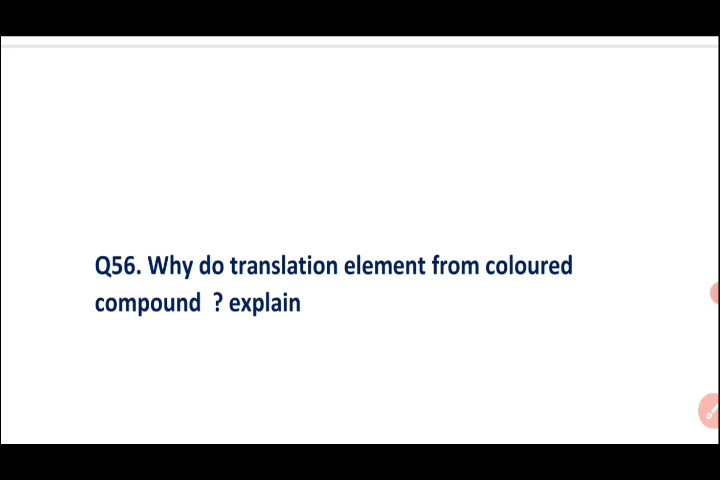 Q56. Why do translation element from coloured
compound ? explain